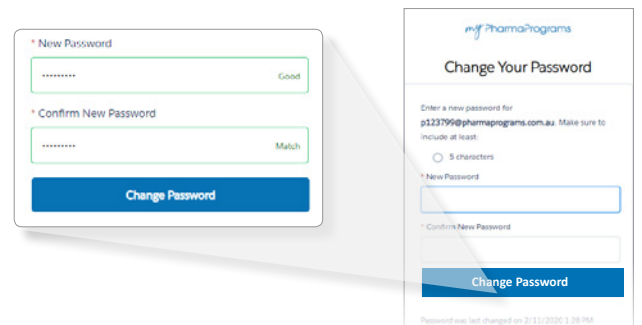 * New Password
•••••••••
Good
* Confirm New Password
•••••••••
Match
Change Password
my PharmaPrograms
Change Your Password
Enter a new password for
p123799@pharmaprograms.com.au. Make sure to
include at least:
5 characters
* New Password
* Confirm New Password
Change Password
Password was last changed on 2/11/2020 1:28 PM